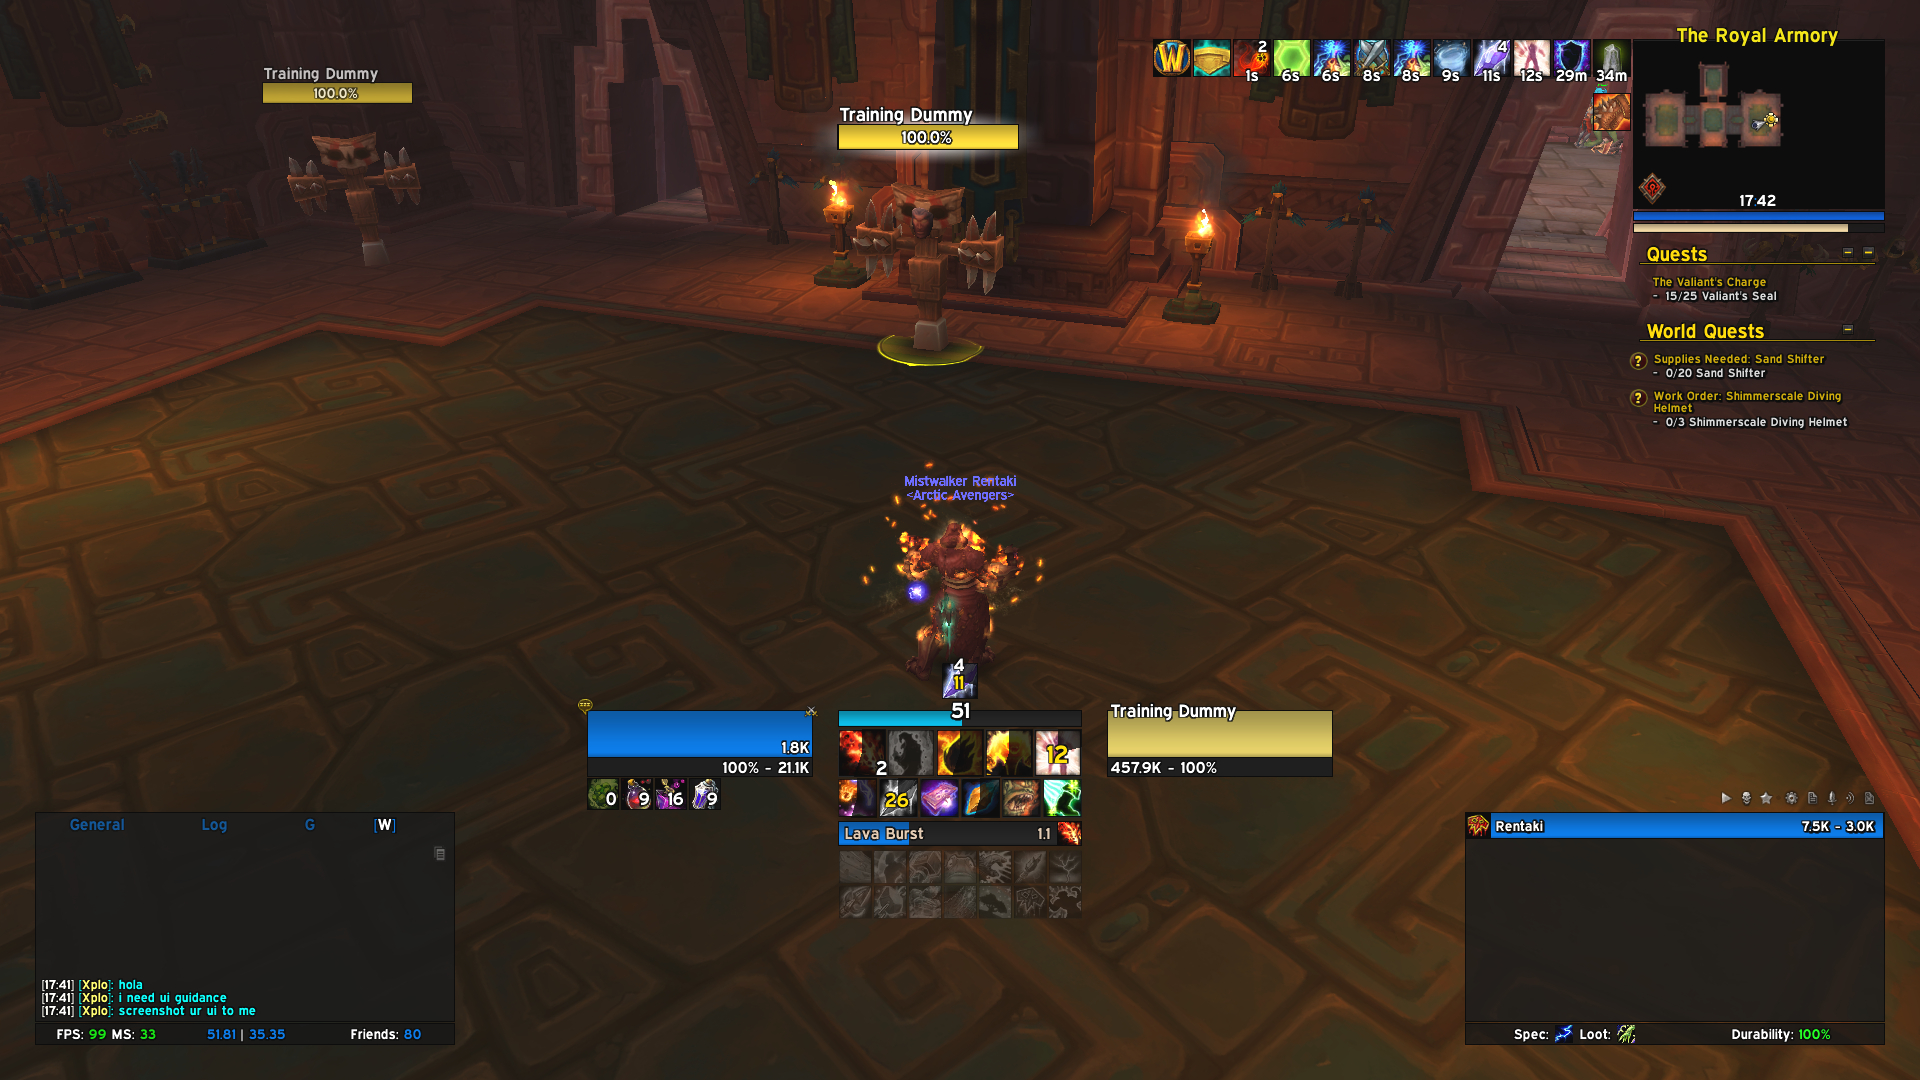 The Royal Armory
2
4
1s
6s
6s
8s
8s
9s
11s
12s
29m
34m
Training Dummy
100.0%
Training Dummy
100.0%
17:42
Quests
The Valiant's Charge
- 15/25 Valiant's Seal
World Quests
Supplies Needed: Sand Shifter
- 0/20 Sand Shifter
Work Order: Shimmerscale Diving
Helmet
- 0/3 Shimmerscale Diving Helmet
Mistwalker Rentaki
<Arctic Avengers>
4
11
51
1.8K
100% - 21.1K
0
9
16
9
2
12
26
Lava Burst 1.1
Training Dummy
457.9K - 100%
General Log G [W]
[17:41] [Xplo]: hola
[17:41] [Xplo]: i need ui guidance
[17:41] [Xplo]: screenshot ur ui to me
FPS: 99 MS: 33 51.81 | 35.35 Friends: 80
Rentaki 7.5K - 3.0K
Spec: Loot: Durability: 100%